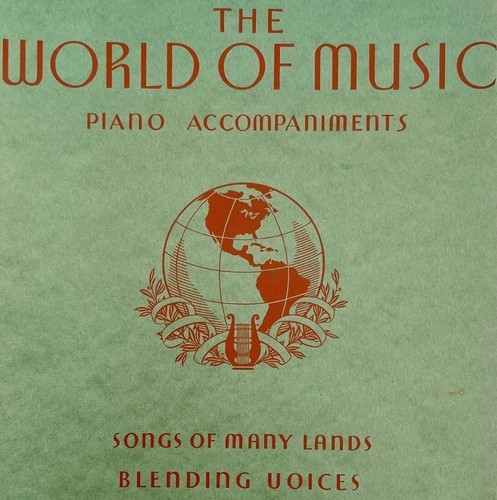 THE
WORLD OF MUSIC
PIANO ACCOMPANIMENTS
SONGS OF MANY LANDS
BLENDING VOICES